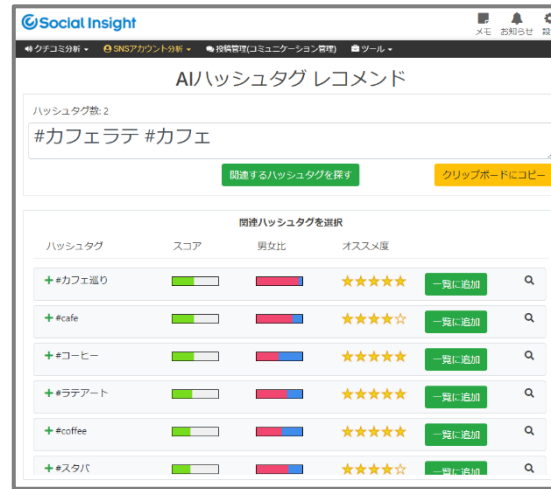 Social Insight
メモ お知らせ 設
クチコミ分析 SNSアカウント分析 投稿管理(コミュニケーション管理) ツール
AIハッシュタグ レコメンド
ハッシュタグ数: 2
#カフェラテ #カフェ
関連するハッシュタグを探す クリップボードにコピー
関連ハッシュタグを選択
ハッシュタグ スコア 男女比 オススメ度
#カフェ巡り 一覧に追加
#cafe 一覧に追加
#コーヒー 一覧に追加
#ラテアート 一覧に追加
#coffee 一覧に追加
#スタバ 一覧に追加